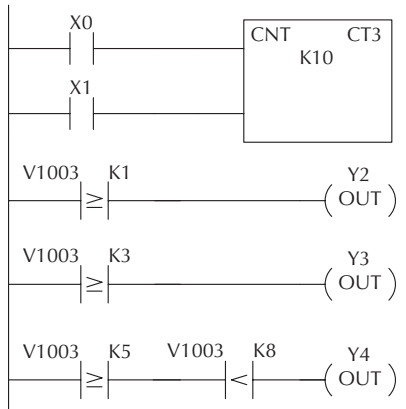 X0
CNT CT3
K10
X1
V1003 K1 Y2
≥ OUT
V1003 K3 Y3
≥ OUT
V1003 K5 V1003 K8 Y4
≥ < OUT